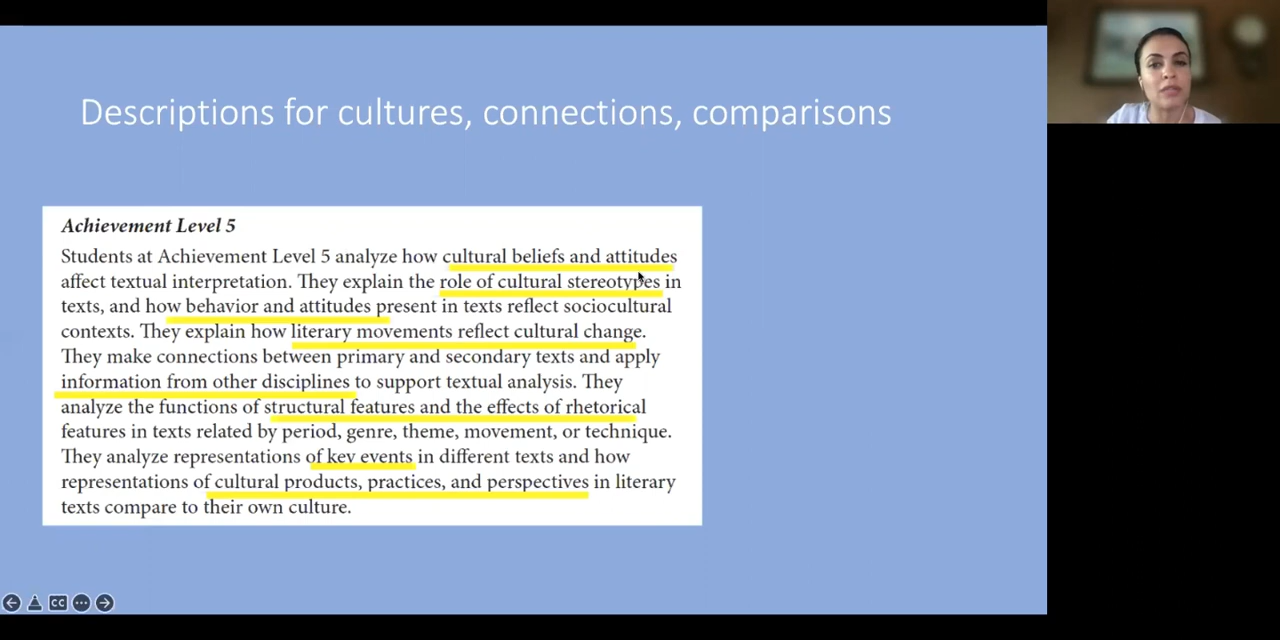 Descriptions for cultures, connections, comparisons
Achievement Level 5
Students at Achievement Level 5 analyze how cultural beliefs and attitudes
affect textual interpretation. They explain the role of cultural stereotypes in
texts, and how behavior and attitudes present in texts reflect sociocultural
contexts. They explain how literary movements reflect cultural change.
They make connections between primary and secondary texts and apply
information from other disciplines to support textual analysis. They
analyze the functions of structural features and the effects of rhetorical
features in texts related by period, genre, theme, movement, or technique.
They analyze representations of key events in different texts and how
representations of cultural products, practices, and perspectives in literary
texts compare to their own culture.
CC